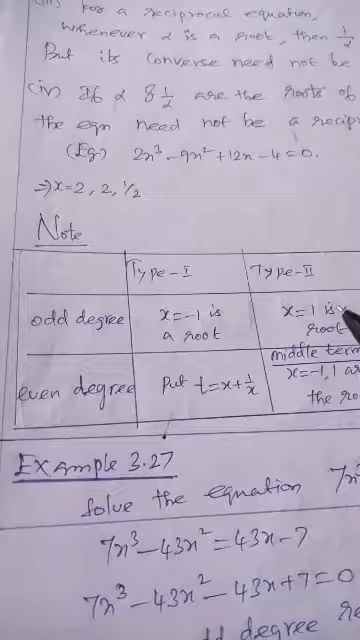 For a reciprocal equation,
Whenever α is a root, then 1/α
But its converse need not be
(iv) If α & 1/α are the roots of
the eqn need not be a recip
(Eg) 2x³ - 9x² + 12x - 4 = 0.
⇒ x = 2, 2, 1/2
Note
Type-I Type-II
odd degree x = -1 is a root x = 1 is root
even degree Put t = x + 1/x middle term x = -1, 1 are the ro
Example 3.27
Solve the equation 7x³
7x³ - 43x² = 43x - 7
7x³ - 43x² - 43x + 7 = 0
degree re